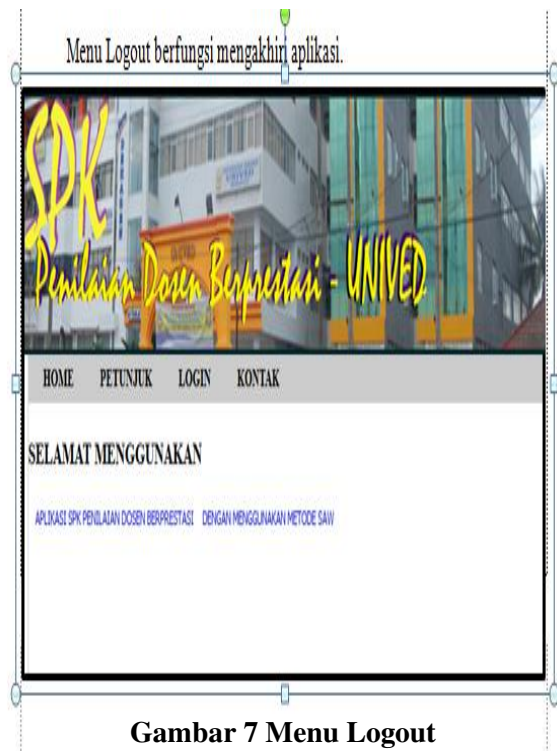 Menu Logout berfungsi mengakhiri aplikasi.
SPK
Penilaian Dosen Berprestasi - UNIVED
HOME PETUNJUK LOGIN KONTAK
SELAMAT MENGGUNAKAN
APLIKASI SPK PENILAIAN DOSEN BERPRESTASI DENGAN MENGGUNAKAN METODE SAW
Gambar 7 Menu Logout